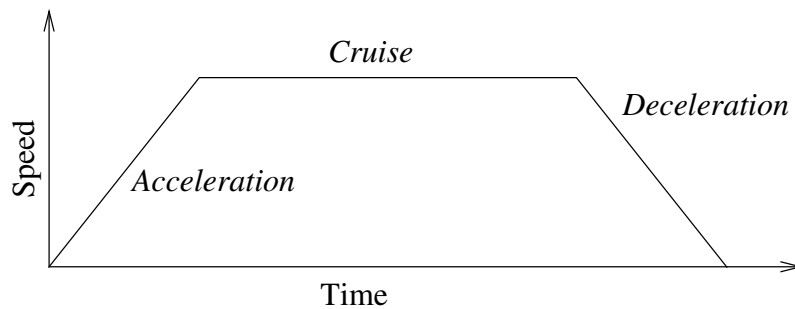 Cruise
Deceleration
Speed
Acceleration
Time